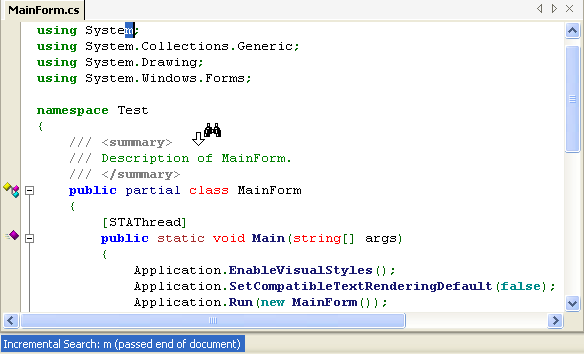 MainForm.cs
using System;
using System.Collections.Generic;
using System.Drawing;
using System.Windows.Forms;
namespace Test
{
/// <summary>
/// Description of MainForm.
/// </summary>
public partial class MainForm
{
[STAThread]
public static void Main(string[] args)
{
Application.EnableVisualStyles();
Application.SetCompatibleTextRenderingDefault(false);
Application.Run(new MainForm());
Incremental Search: m (passed end of document)